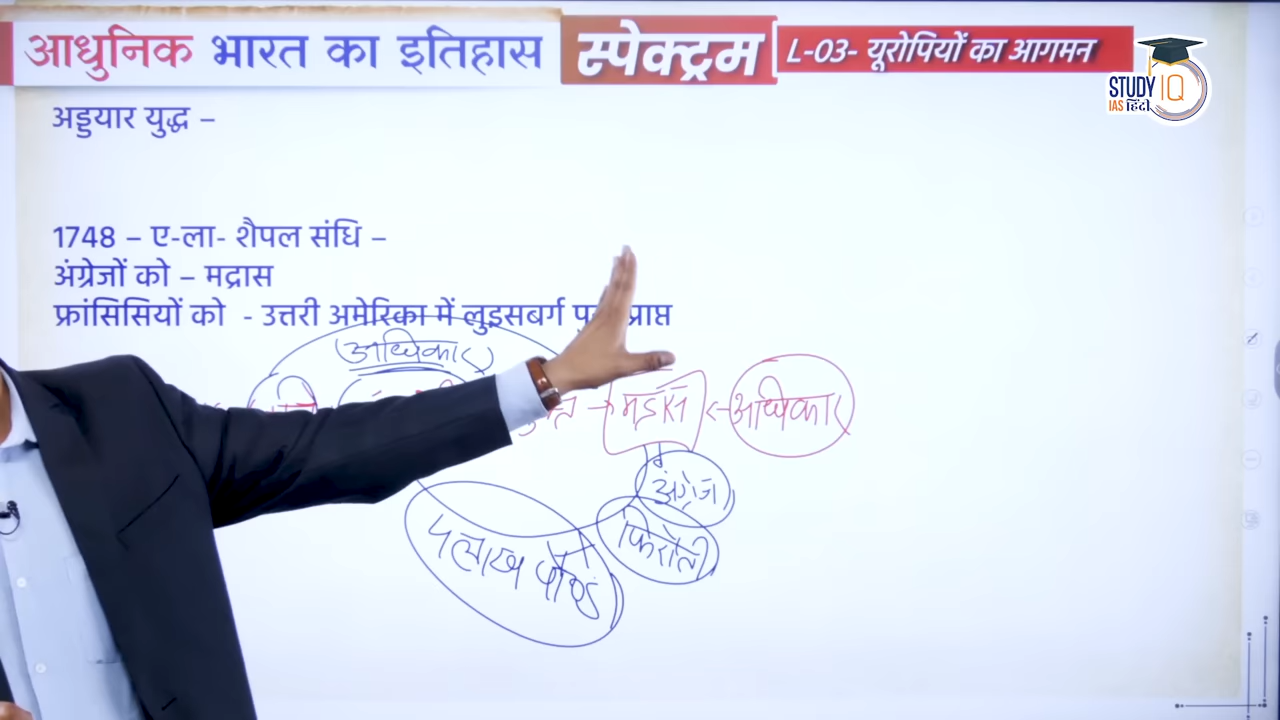 आधुनिक भारत का इतिहास स्पेक्ट्रम L-03- यूरोपियों का आगमन
STUDY IQ
IAS हिंदी
अड्डयार युद्ध –
1748 – ए-ला- शैपल संधि –
अंग्रेजों को – मद्रास
फ्रांसिसियों को - उत्तरी अमेरिका में लुइसबर्ग
अधिकार
अधिकार
अंग्रेज
फिरौती
लाख पौण्ड